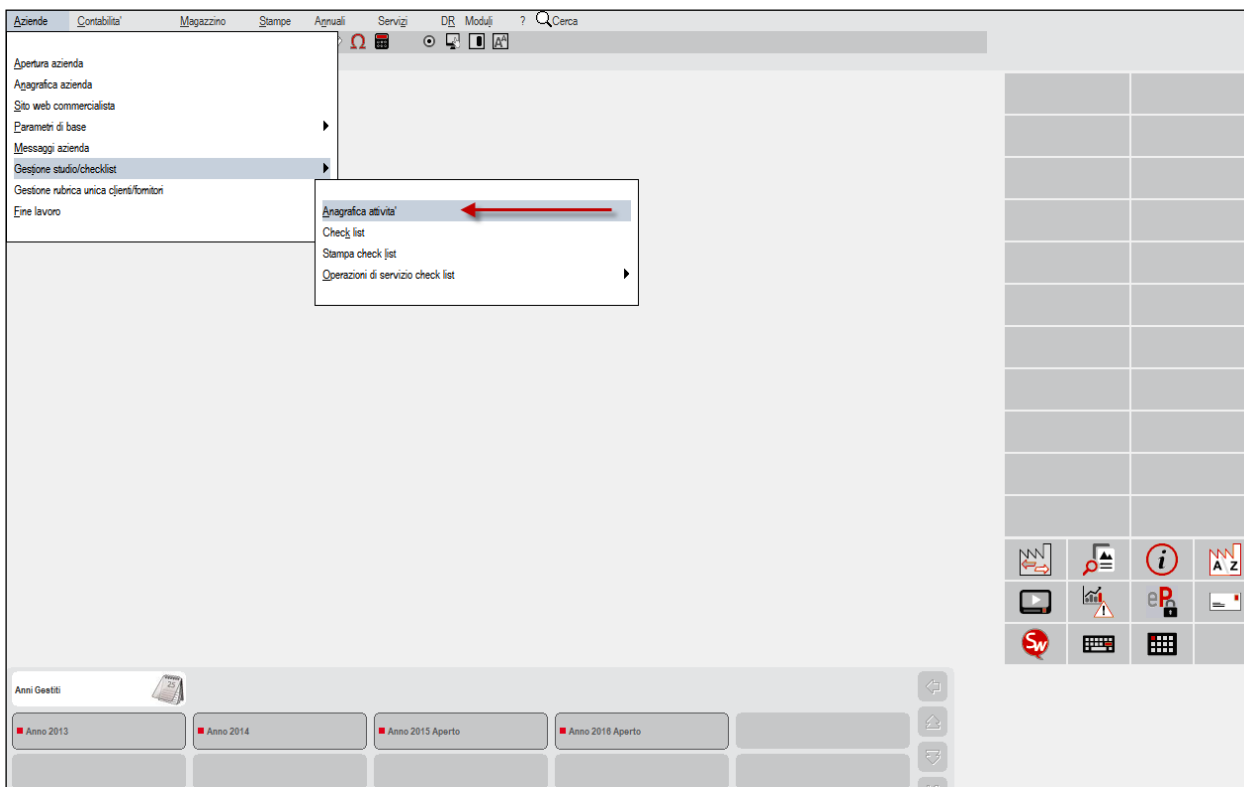 Aziende Contabilita' Magazzino Stampe Annuali Servizi DR Moduli ? Cerca
Apertura azienda
Anagrafica azienda
Sito web commercialista
Parametri di base
Messaggi azienda
Gestione studio/checklist
Gestione rubrica unica clienti/fornitori
Fine lavoro
Anagrafica attivita'
Check list
Stampa check list
Operazioni di servizio check list
A Z
eP
Sw
Anni Gestiti
25
Anno 2013 Anno 2014 Anno 2015 Aperto Anno 2016 Aperto